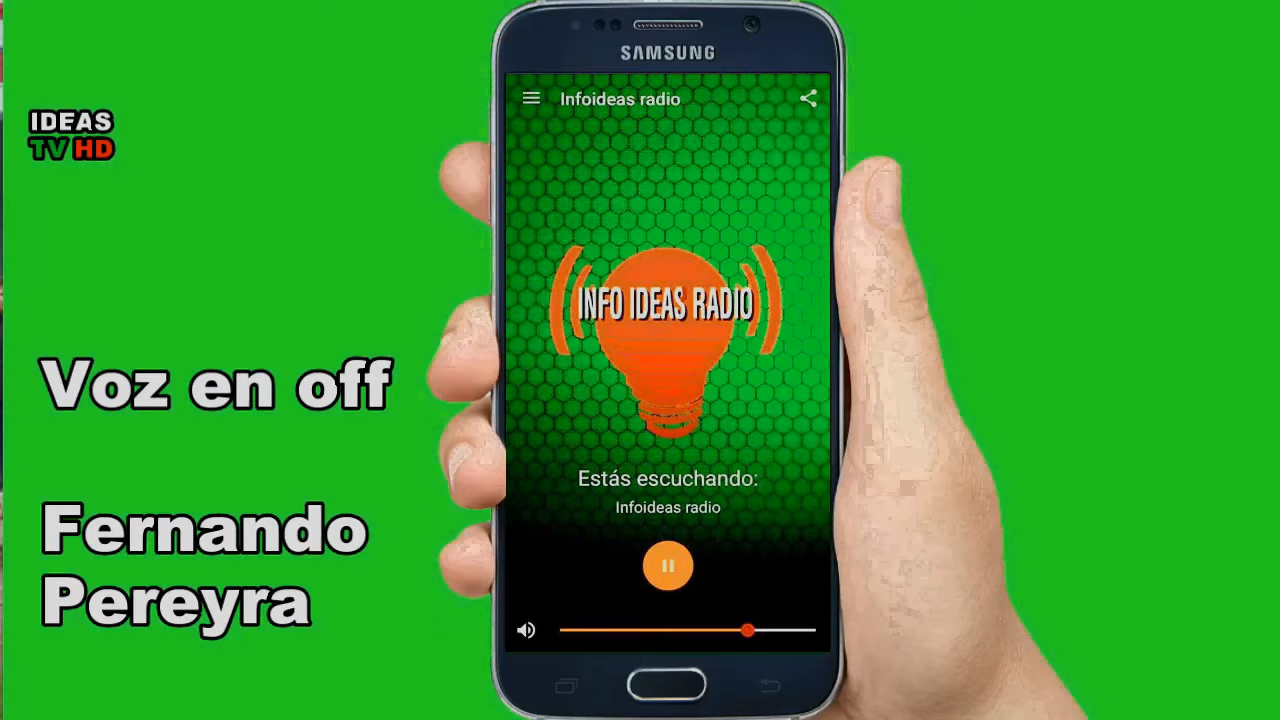 IDEAS
TV HD
Voz en off
Fernando
Pereyra
SAMSUNG
Infoideas radio
INFO IDEAS RADIO
Estás escuchando:
Infoideas radio